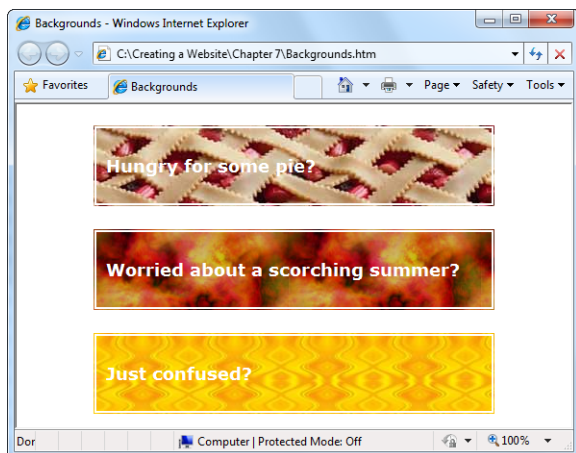 Backgrounds - Windows Internet Explorer
C:\Creating a Website\Chapter 7\Backgrounds.htm
Favorites Backgrounds Page Safety Tools
Hungry for some pie?
Worried about a scorching summer?
Just confused?
Dor Computer | Protected Mode: Off 100%